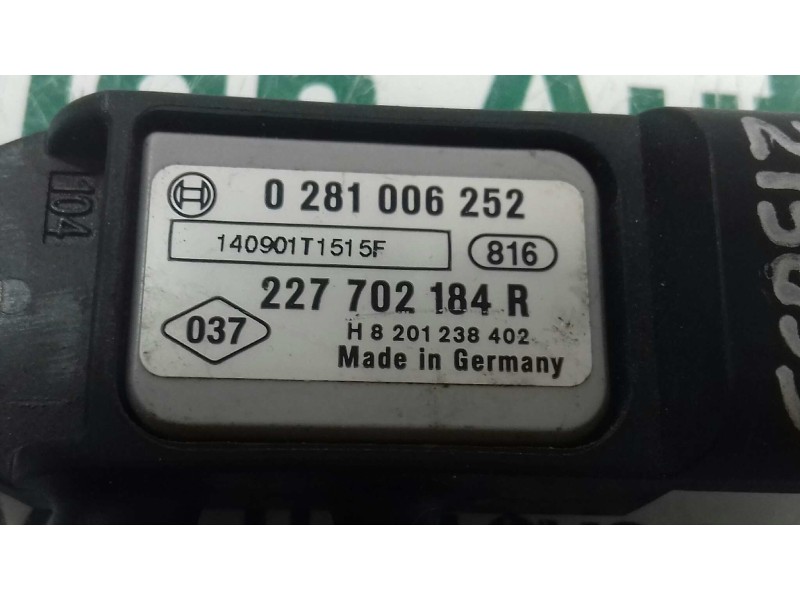 104
0 281 006 252
140901T1515F
816
227 702 184 R
037
H 8 201 238 402
Made in Germany